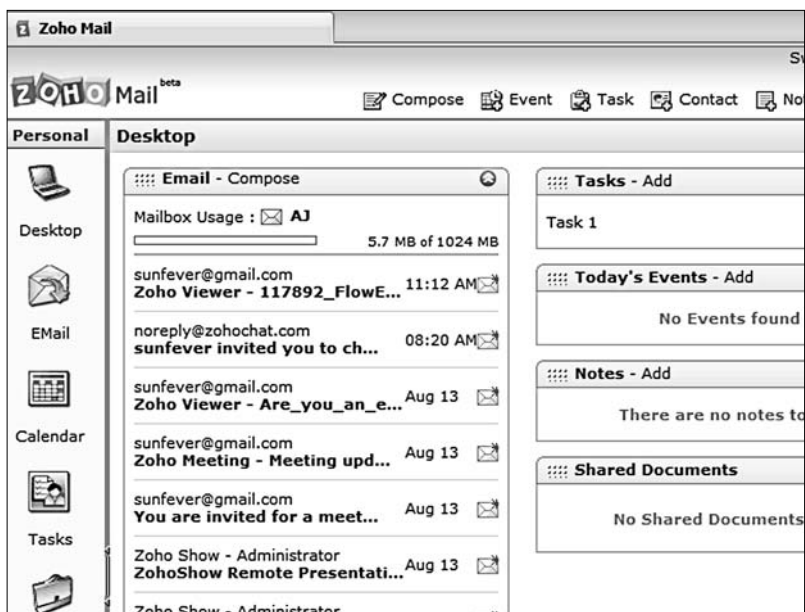 Zoho Mail
ZOHO Mail beta
Compose Event Task Contact
Personal
Desktop
EMail
Calendar
Tasks
Desktop
Email - Compose
Mailbox Usage : AJ
5.7 MB of 1024 MB
sunfever@gmail.com
Zoho Viewer - 117892_FlowE... 11:12 AM
noreply@zohochat.com
sunfever invited you to ch... 08:20 AM
sunfever@gmail.com
Zoho Viewer - Are_you_an_e... Aug 13
sunfever@gmail.com
Zoho Meeting - Meeting upd... Aug 13
sunfever@gmail.com
You are invited for a meet... Aug 13
Zoho Show - Administrator
ZohoShow Remote Presentati... Aug 13
Zoho Show - Administrator
Tasks - Add
Task 1
Today's Events - Add
No Events found
Notes - Add
There are no notes to
Shared Documents
No Shared Documents